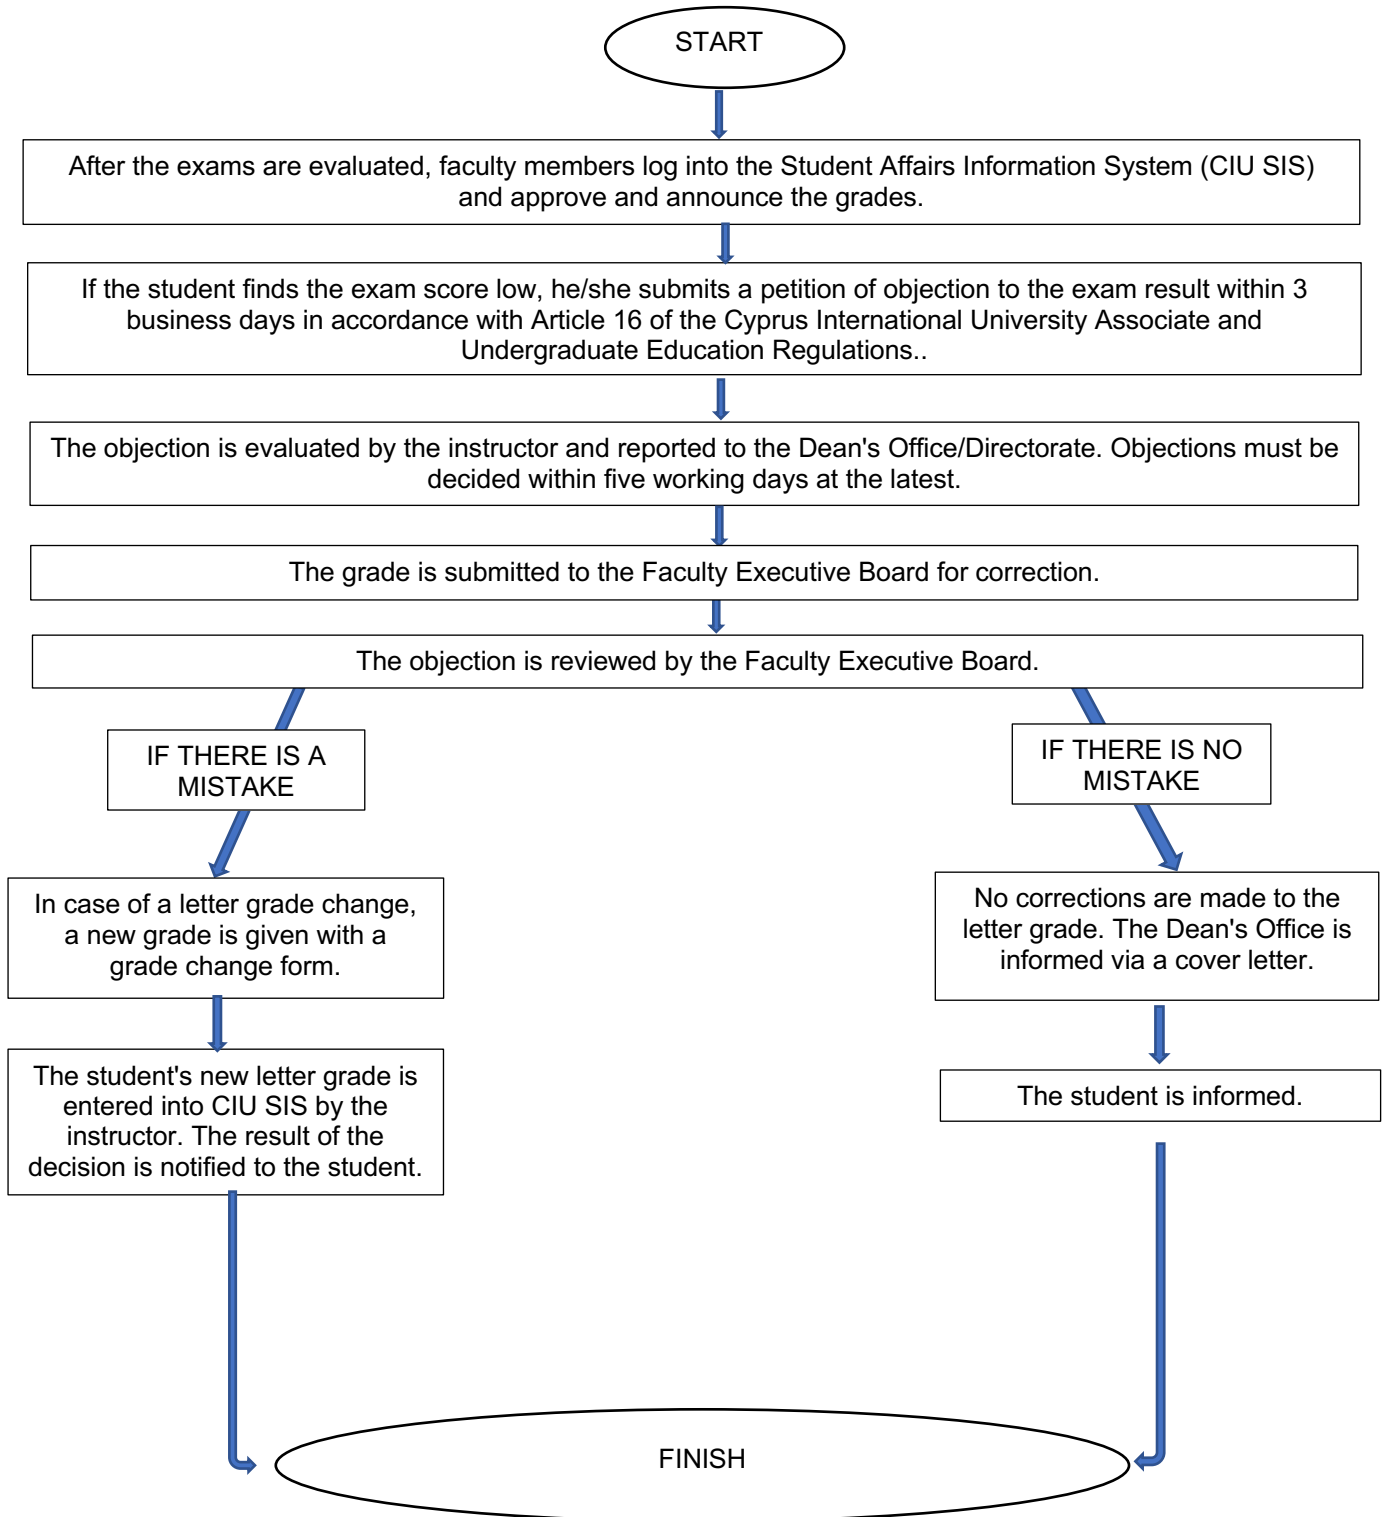 START
After the exams are evaluated, faculty members log into the Student Affairs Information System (CIU SIS)
and approve and announce the grades.
If the student finds the exam score low, he/she submits a petition of objection to the exam result within 3
business days in accordance with Article 16 of the Cyprus International University Associate and
Undergraduate Education Regulations..
The objection is evaluated by the instructor and reported to the Dean's Office/Directorate. Objections must be
decided within five working days at the latest.
The grade is submitted to the Faculty Executive Board for correction.
The objection is reviewed by the Faculty Executive Board.
IF THERE IS A
MISTAKE
In case of a letter grade change,
a new grade is given with a
grade change form.
The student's new letter grade is
entered into CIU SIS by the
instructor. The result of the
decision is notified to the student.
IF THERE IS NO
MISTAKE
No corrections are made to the
letter grade. The Dean's Office is
informed via a cover letter.
The student is informed.
FINISH